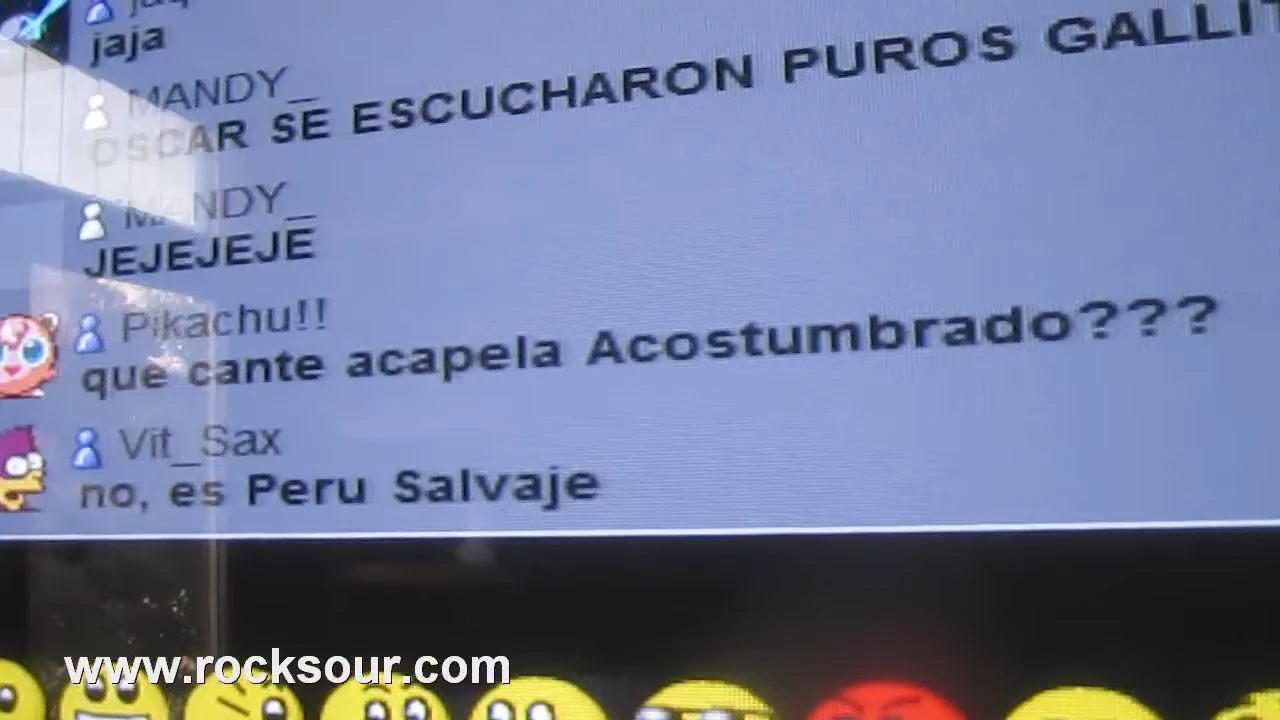 jaja
MANDY_
OSCAR SE ESCUCHARON PUROS
MANDY_
JEJEJEJE
Pikachu!!
que cante acapela Acostumbrado???
Vit_Sax
no, es Peru Salvaje
www.rocksour.com